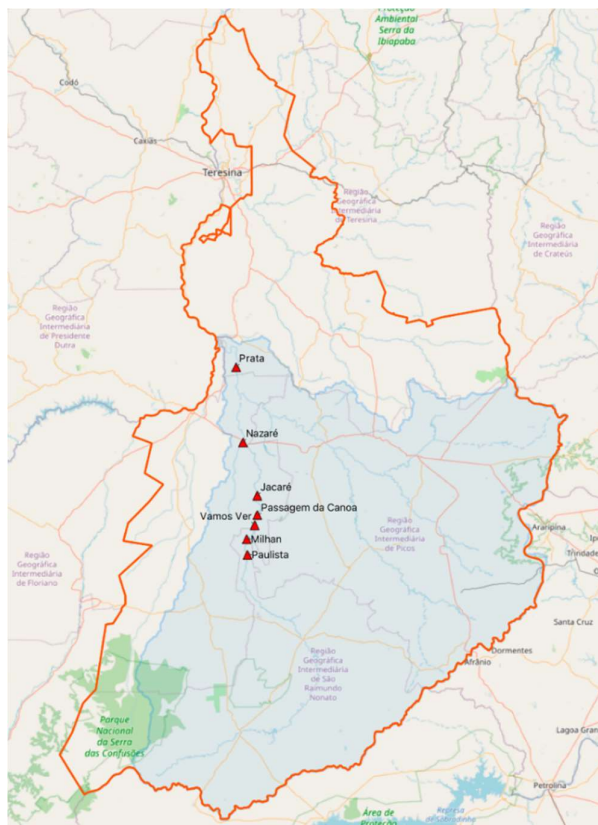 Proteção
Ambiental
Serra da
Ibiapaba
Codó
Caxias
Teresina
Região
Geográfica
Intermediária
de Teresina
Região
Geográfica
Intermediária
de Crateús
Região
Geográfica
Intermediária
de Presidente
Dutra
Prata
Nazaré
Jacaré
Passagem da Canoa
Vamos Ver
Milhan
Paulista
Região
Geográfica
Intermediária
de Picos
Araripina
Ip
Trindade
Região
Geográfica
Intermediária
de Floriano
Santa Cruz
Dormentes
Afrânio
Região
Geográfica
Intermediária
de São
Raimundo
Nonato
Parque
Nacional
da Serra
das Confusões
Lagoa Gran
Petrolina
Área de
Proteção
Represa